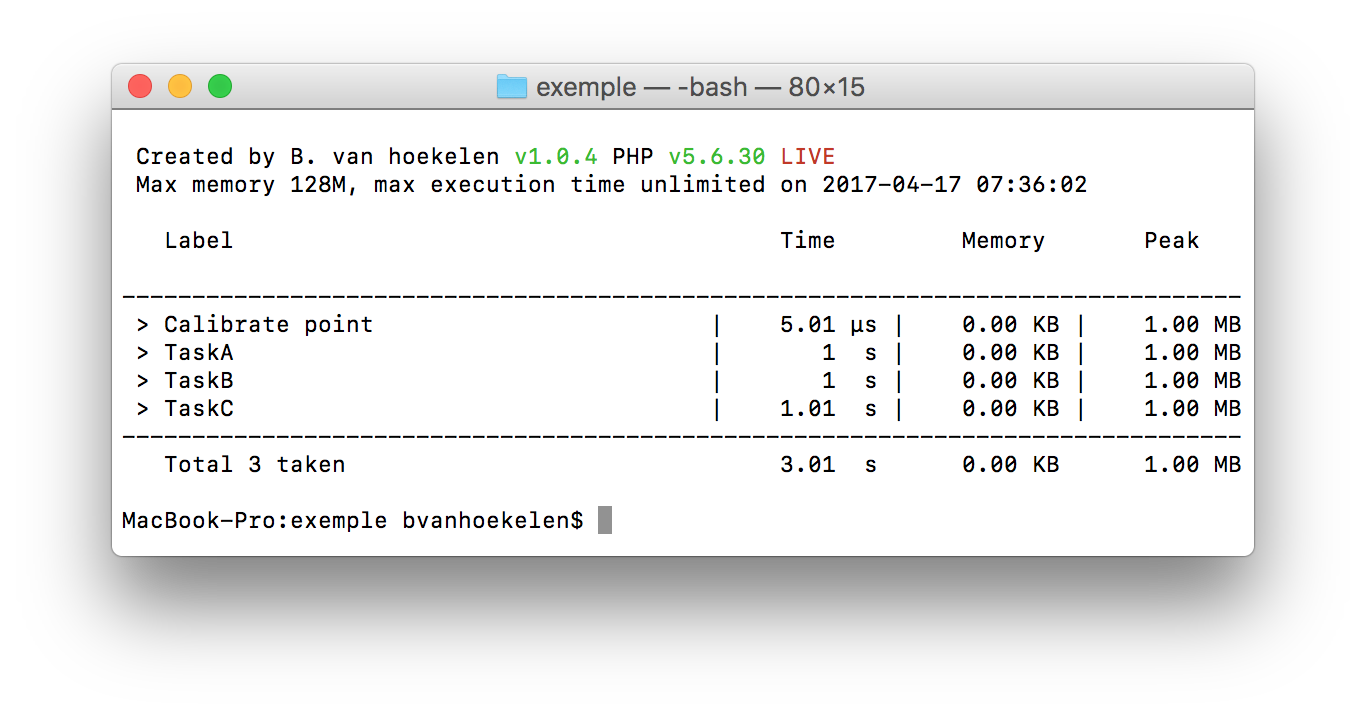 exemple — -bash — 80×15
Created by B. van hoekelen v1.0.4 PHP v5.6.30 LIVE
Max memory 128M, max execution time unlimited on 2017-04-17 07:36:02
Label Time Memory Peak
--------------------------------------------------------------------------------
> Calibrate point | 5.01 µs | 0.00 KB | 1.00 MB
> TaskA | 1 s | 0.00 KB | 1.00 MB
> TaskB | 1 s | 0.00 KB | 1.00 MB
> TaskC | 1.01 s | 0.00 KB | 1.00 MB
--------------------------------------------------------------------------------
Total 3 taken 3.01 s 0.00 KB 1.00 MB
MacBook-Pro:exemple bvanhoekelen$